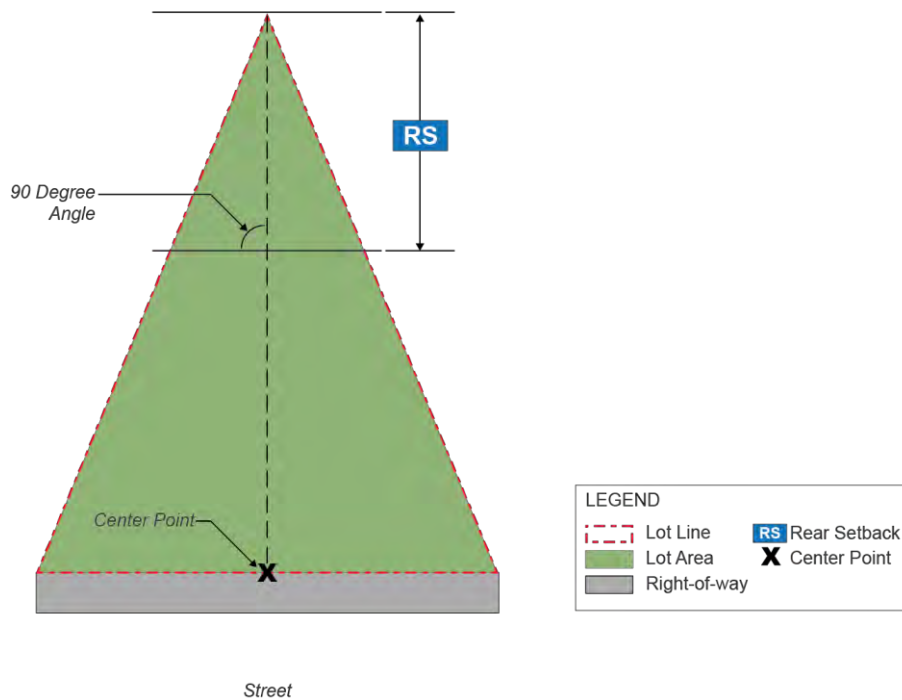 RS
90 Degree
Angle
Center Point
X
Street
LEGEND
Lot Line
Lot Area
Right-of-way
RS Rear Setback
X Center Point